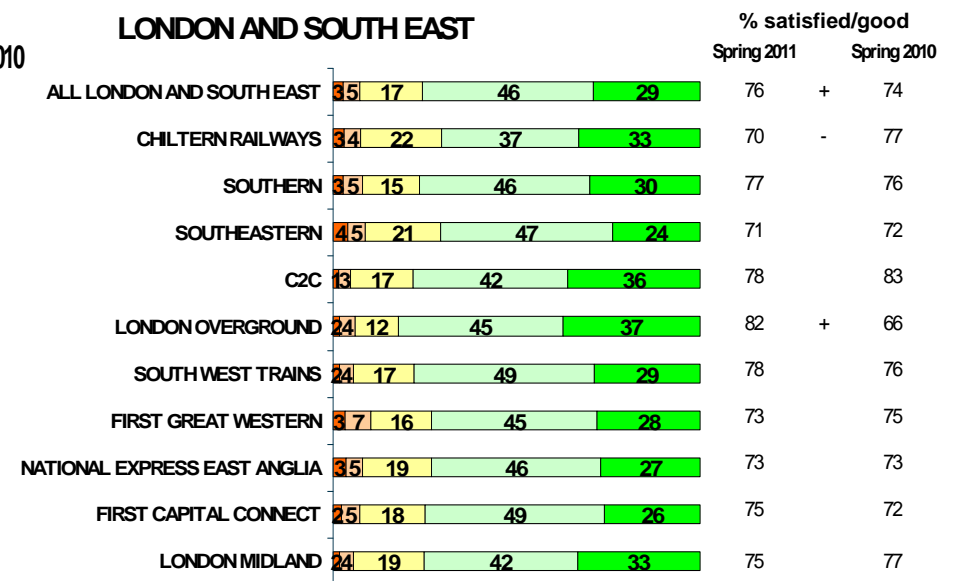 LONDON AND SOUTH EAST % satisfied/good
010 Spring 2011 Spring 2010
ALL LONDON AND SOUTH EAST 3 5 17 46 29 76 + 74
CHILTERN RAILWAYS 3 4 22 37 33 70 - 77
SOUTHERN 3 5 15 46 30 77 76
SOUTHEASTERN 4 5 21 47 24 71 72
C2C 1 3 17 42 36 78 83
LONDON OVERGROUND 2 4 12 45 37 82 + 66
SOUTH WEST TRAINS 2 4 17 49 29 78 76
FIRST GREAT WESTERN 3 7 16 45 28 73 75
NATIONAL EXPRESS EAST ANGLIA 3 5 19 46 27 73 73
FIRST CAPITAL CONNECT 2 5 18 49 26 75 72
LONDON MIDLAND 2 4 19 42 33 75 77